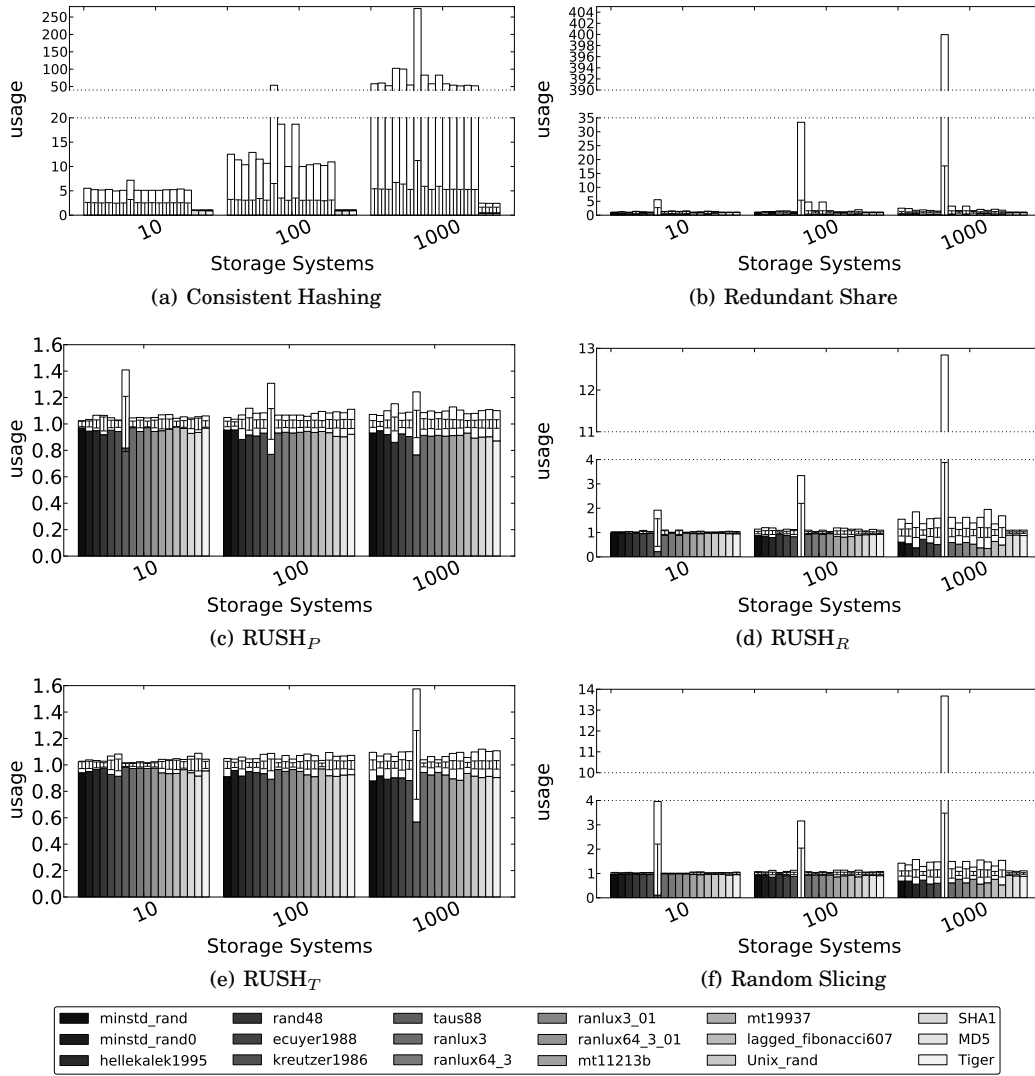 250
200
150
100
50
20
15
10
5
0
usage
10
100
1000
Storage Systems
(a) Consistent Hashing
404
402
400
398
396
394
392
390
35
30
25
20
15
10
5
0
usage
10
100
1000
Storage Systems
(b) Redundant Share
1.6
1.4
1.2
1.0
0.8
0.6
0.4
0.2
0.0
usage
10
100
1000
Storage Systems
(c) RUSH_P
13
12
11
4
3
2
1
0
usage
10
100
1000
Storage Systems
(d) RUSH_R
1.6
1.4
1.2
1.0
0.8
0.6
0.4
0.2
0.0
usage
10
100
1000
Storage Systems
(e) RUSH_T
14
13
12
11
10
4
3
2
1
0
usage
10
100
1000
Storage Systems
(f) Random Slicing
minstd_rand
minstd_rand0
hellekalek1995
rand48
ecuyer1988
kreutzer1986
taus88
ranlux3
ranlux64_3
ranlux3_01
ranlux64_3_01
mt11213b
mt19937
lagged_fibonacci607
Unix_rand
SHA1
MD5
Tiger